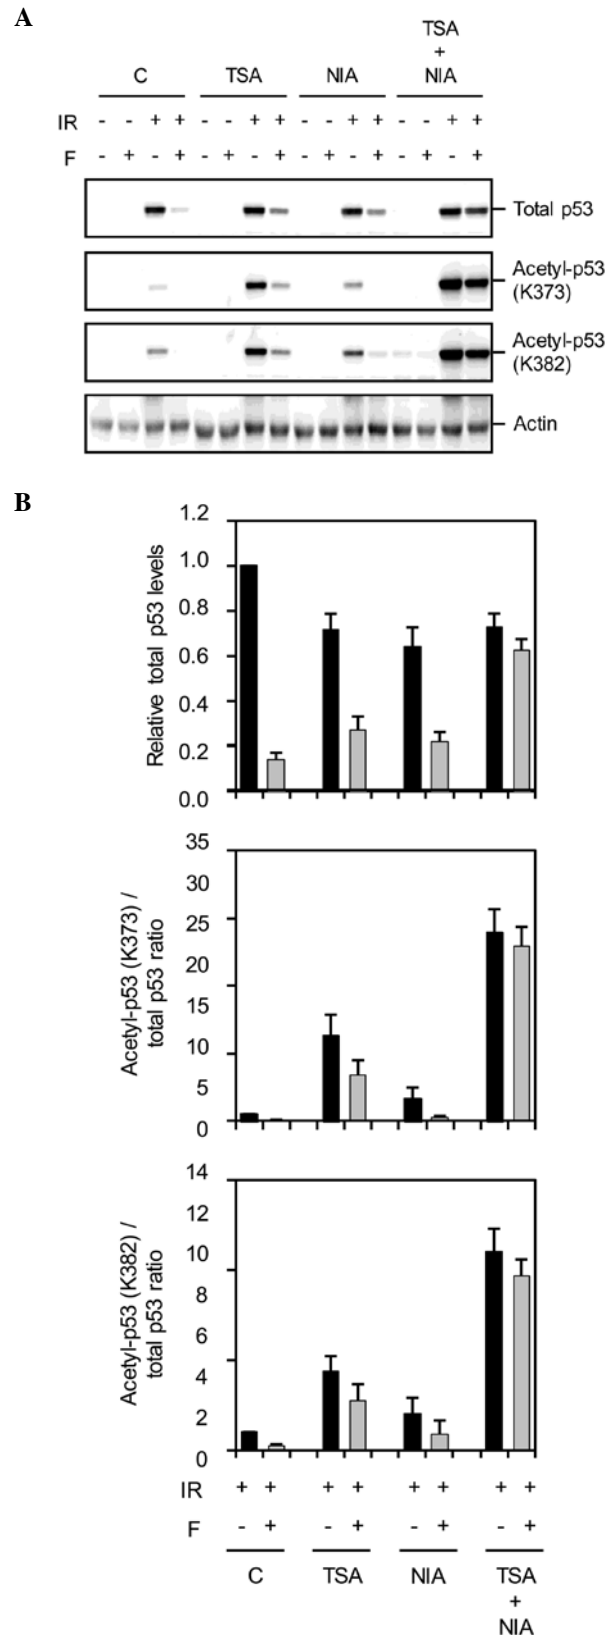 A
TSA
+
C TSA NIA NIA
IR - - + + - - + + - - + + - - + +
F - + - + - + - + - + - + - + - +
Total p53
Acetyl-p53
(K373)
Acetyl-p53
(K382)
Actin
B
Relative total p53 levels
1.2
1.0
0.8
0.6
0.4
0.2
0.0
Acetyl-p53 (K373) /
total p53 ratio
35
30
25
20
15
10
5
0
Acetyl-p53 (K382) /
total p53 ratio
14
12
10
8
6
4
2
0
IR + + + + + + + +
F - + - + - + - +
C TSA NIA TSA
+
NIA